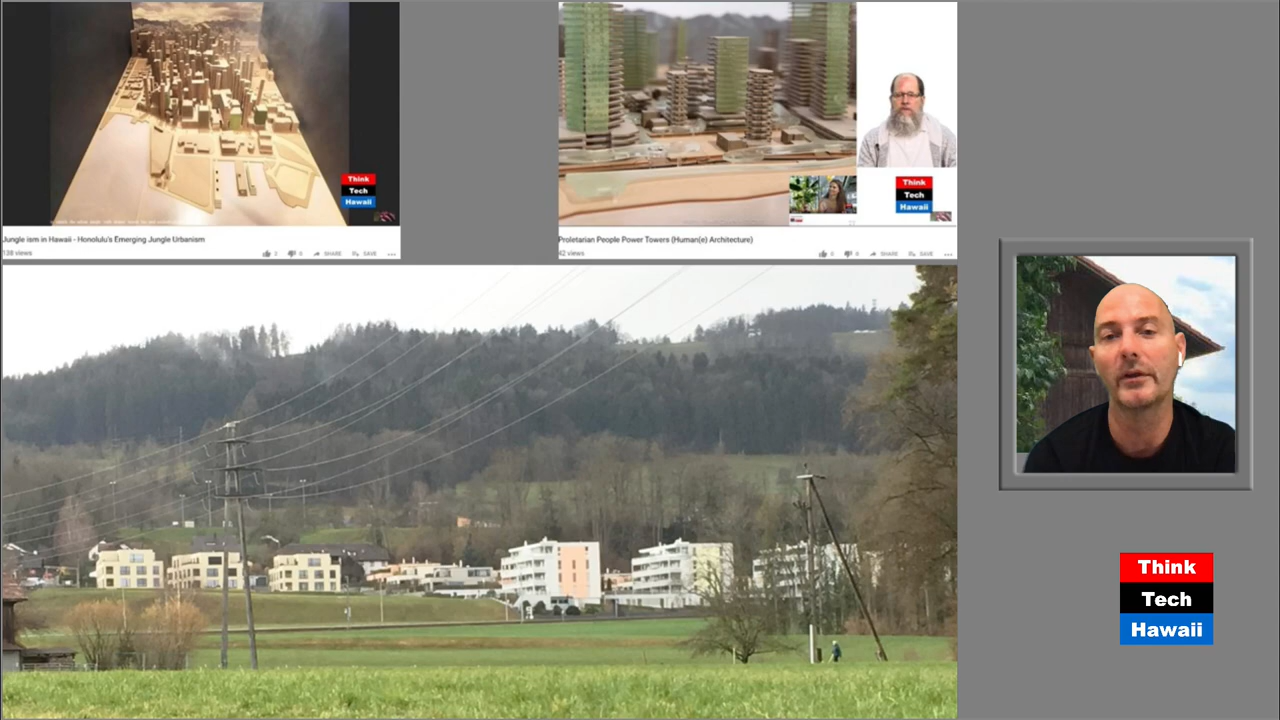 Think
Tech
Hawaii
Jungle ism in Hawaii - Honolulu's Emerging Jungle Urbanism
138 views
SHARE
SAVE
Think
Tech
Hawaii
Proletarian People Power Towers (Human(e) Architecture)
42 views
SHARE
SAVE
Think
Tech
Hawaii